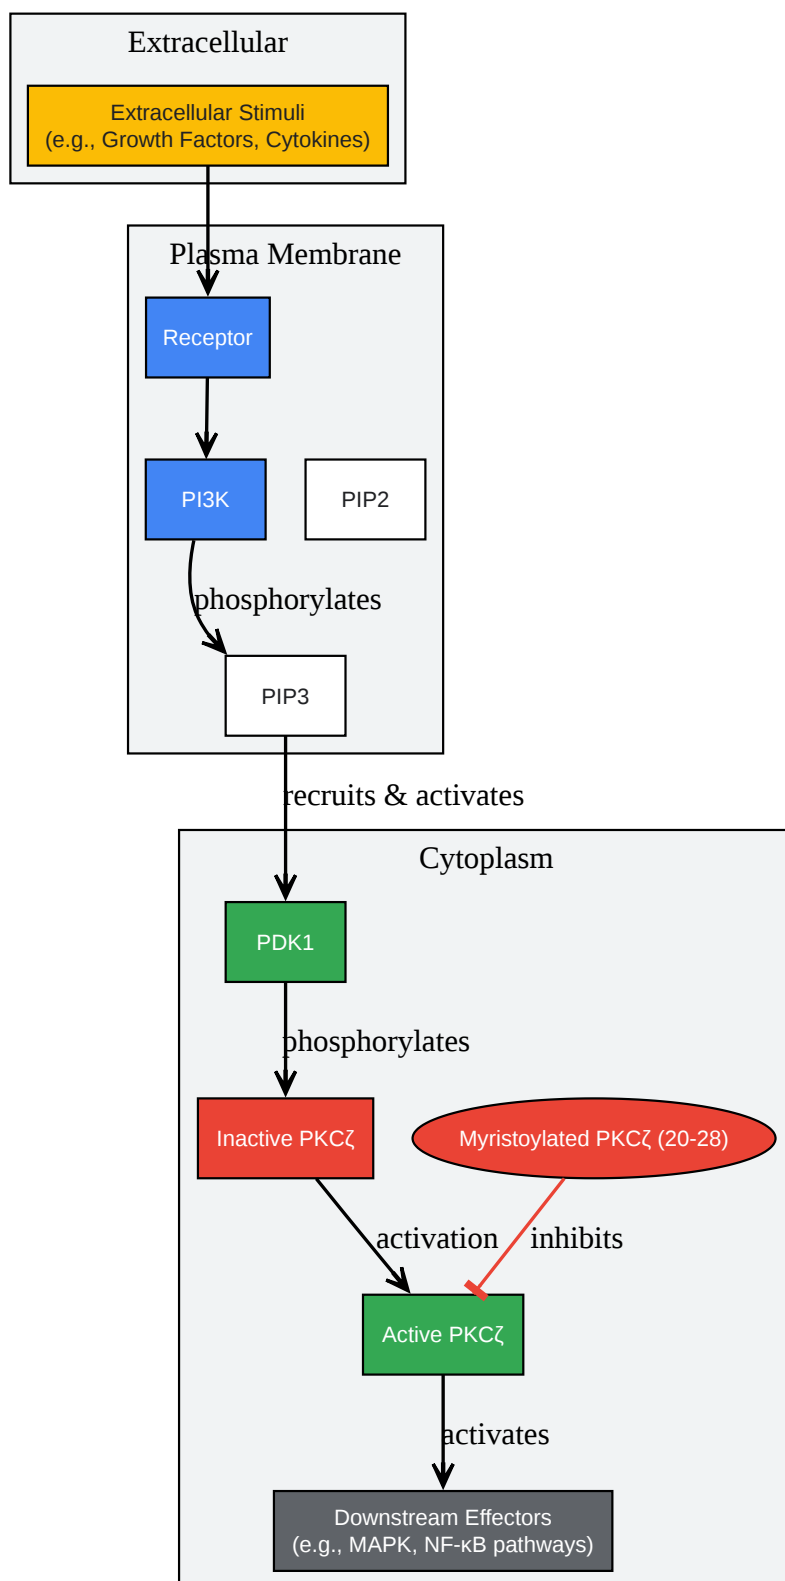 Extracellular
Extracellular Stimuli
(e.g., Growth Factors, Cytokines)
Plasma Membrane
Receptor
PI3K
PIP2
phosphorylates
PIP3
recruits & activates
Cytoplasm
PDK1
phosphorylates
Inactive PKCζ
Myristoylated PKCζ (20-28)
activation
inhibits
Active PKCζ
activates
Downstream Effectors
(e.g., MAPK, NF-κB pathways)